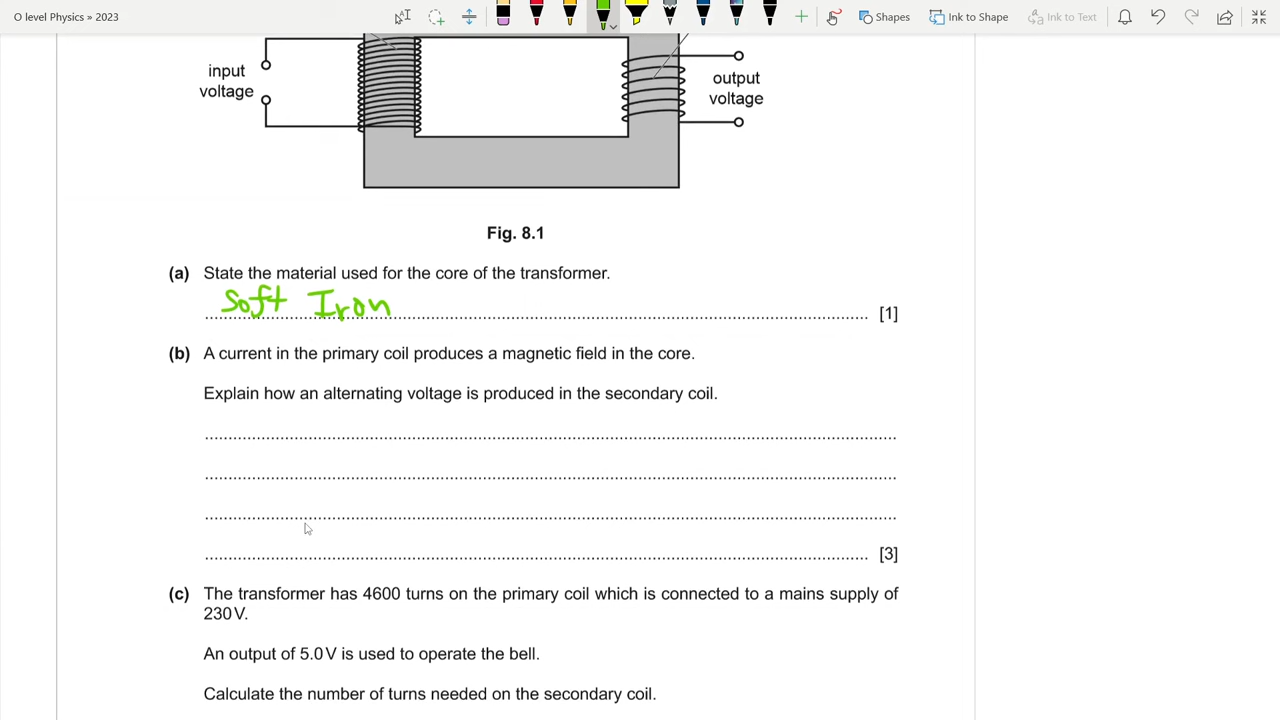 O level Physics » 2023
Shapes
Ink to Shape
Ink to Text
input
voltage
output
voltage
Fig. 8.1
(a) State the material used for the core of the transformer.
Soft Iron
[1]
(b) A current in the primary coil produces a magnetic field in the core.
Explain how an alternating voltage is produced in the secondary coil.
[3]
(c) The transformer has 4600 turns on the primary coil which is connected to a mains supply of
230 V.
An output of 5.0 V is used to operate the bell.
Calculate the number of turns needed on the secondary coil.